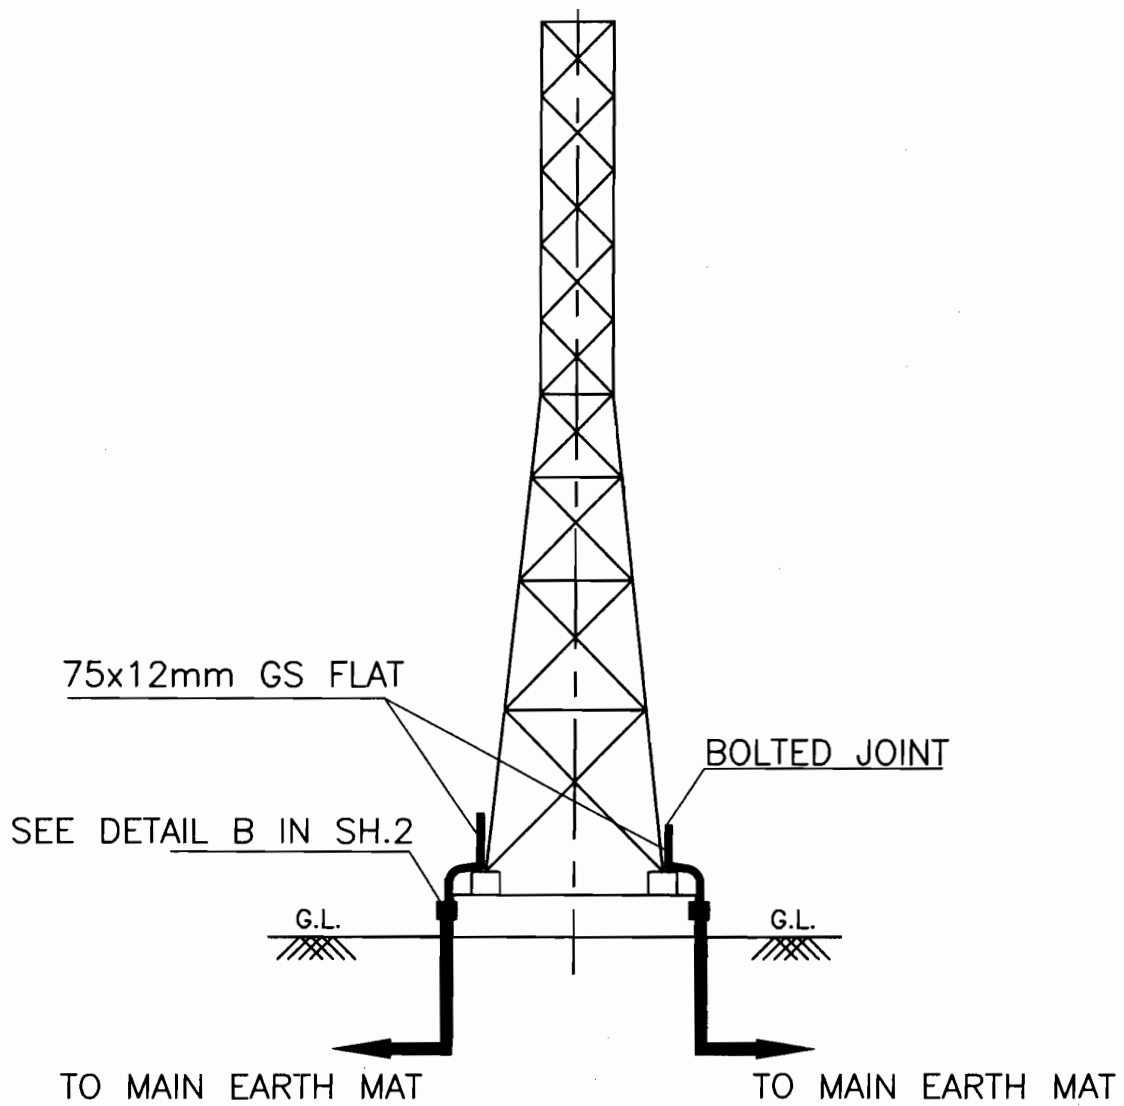 75x12mm GS FLAT
BOLTED JOINT
SEE DETAIL B IN SH.2
G.L.
G.L.
TO MAIN EARTH MAT
TO MAIN EARTH MAT